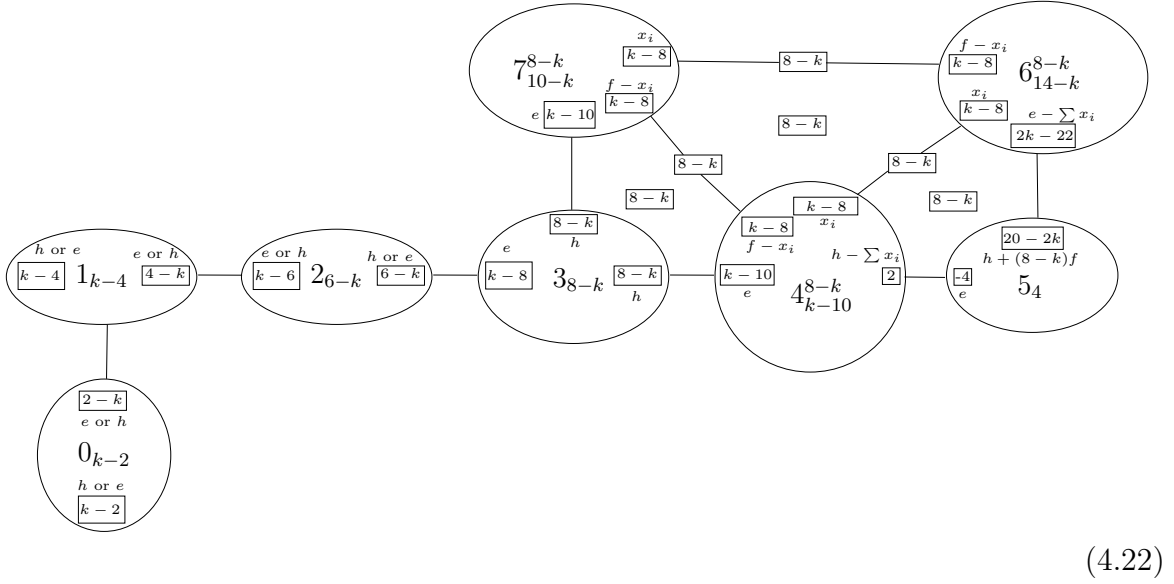 x_i
k − 8
7^{8−k}_{10−k}
f − x_i
k − 8
e
k − 10
8 − k
8 − k
f − x_i
k − 8
6^{8−k}_{14−k}
x_i
k − 8
e − ∑ x_i
2k − 22
8 − k
8 − k
8 − k
8 − k
h or e
k − 4
1_{k−4}
e or h
4 − k
e or h
k − 6
2_{6−k}
h or e
6 − k
8 − k
h
e
k − 8
3_{8−k}
8 − k
h
k − 8
x_i
k − 8
f − x_i
k − 10
e
4^{8−k}_{k−10}
h − ∑ x_i
2
20 − 2k
h + (8 − k)f
-4
e
5_4
2 − k
e or h
0_{k−2}
h or e
k − 2
(4.22)